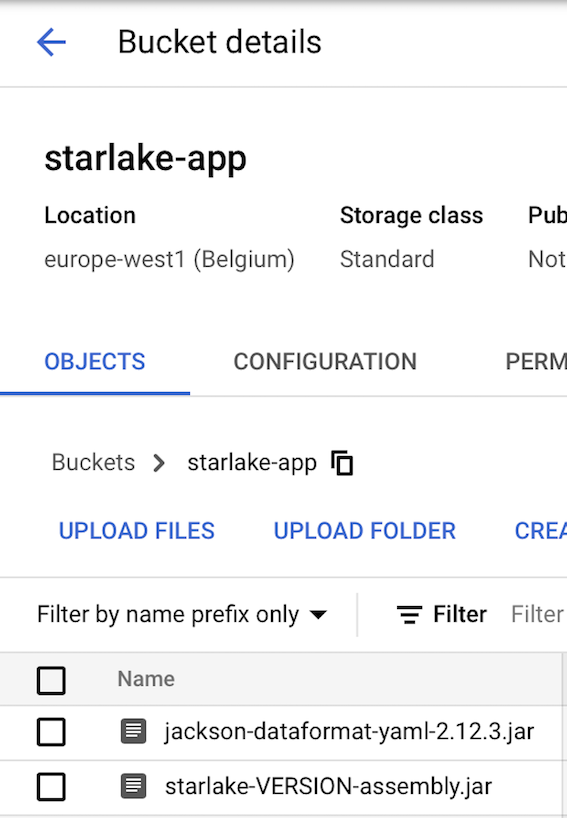 Bucket details
starlake-app
Location Storage class Pub
europe-west1 (Belgium) Standard Not
OBJECTS CONFIGURATION PERM
Buckets starlake-app
UPLOAD FILES UPLOAD FOLDER CREA
Filter by name prefix only Filter Filter
Name
jackson-dataformat-yaml-2.12.3.jar
starlake-VERSION-assembly.jar